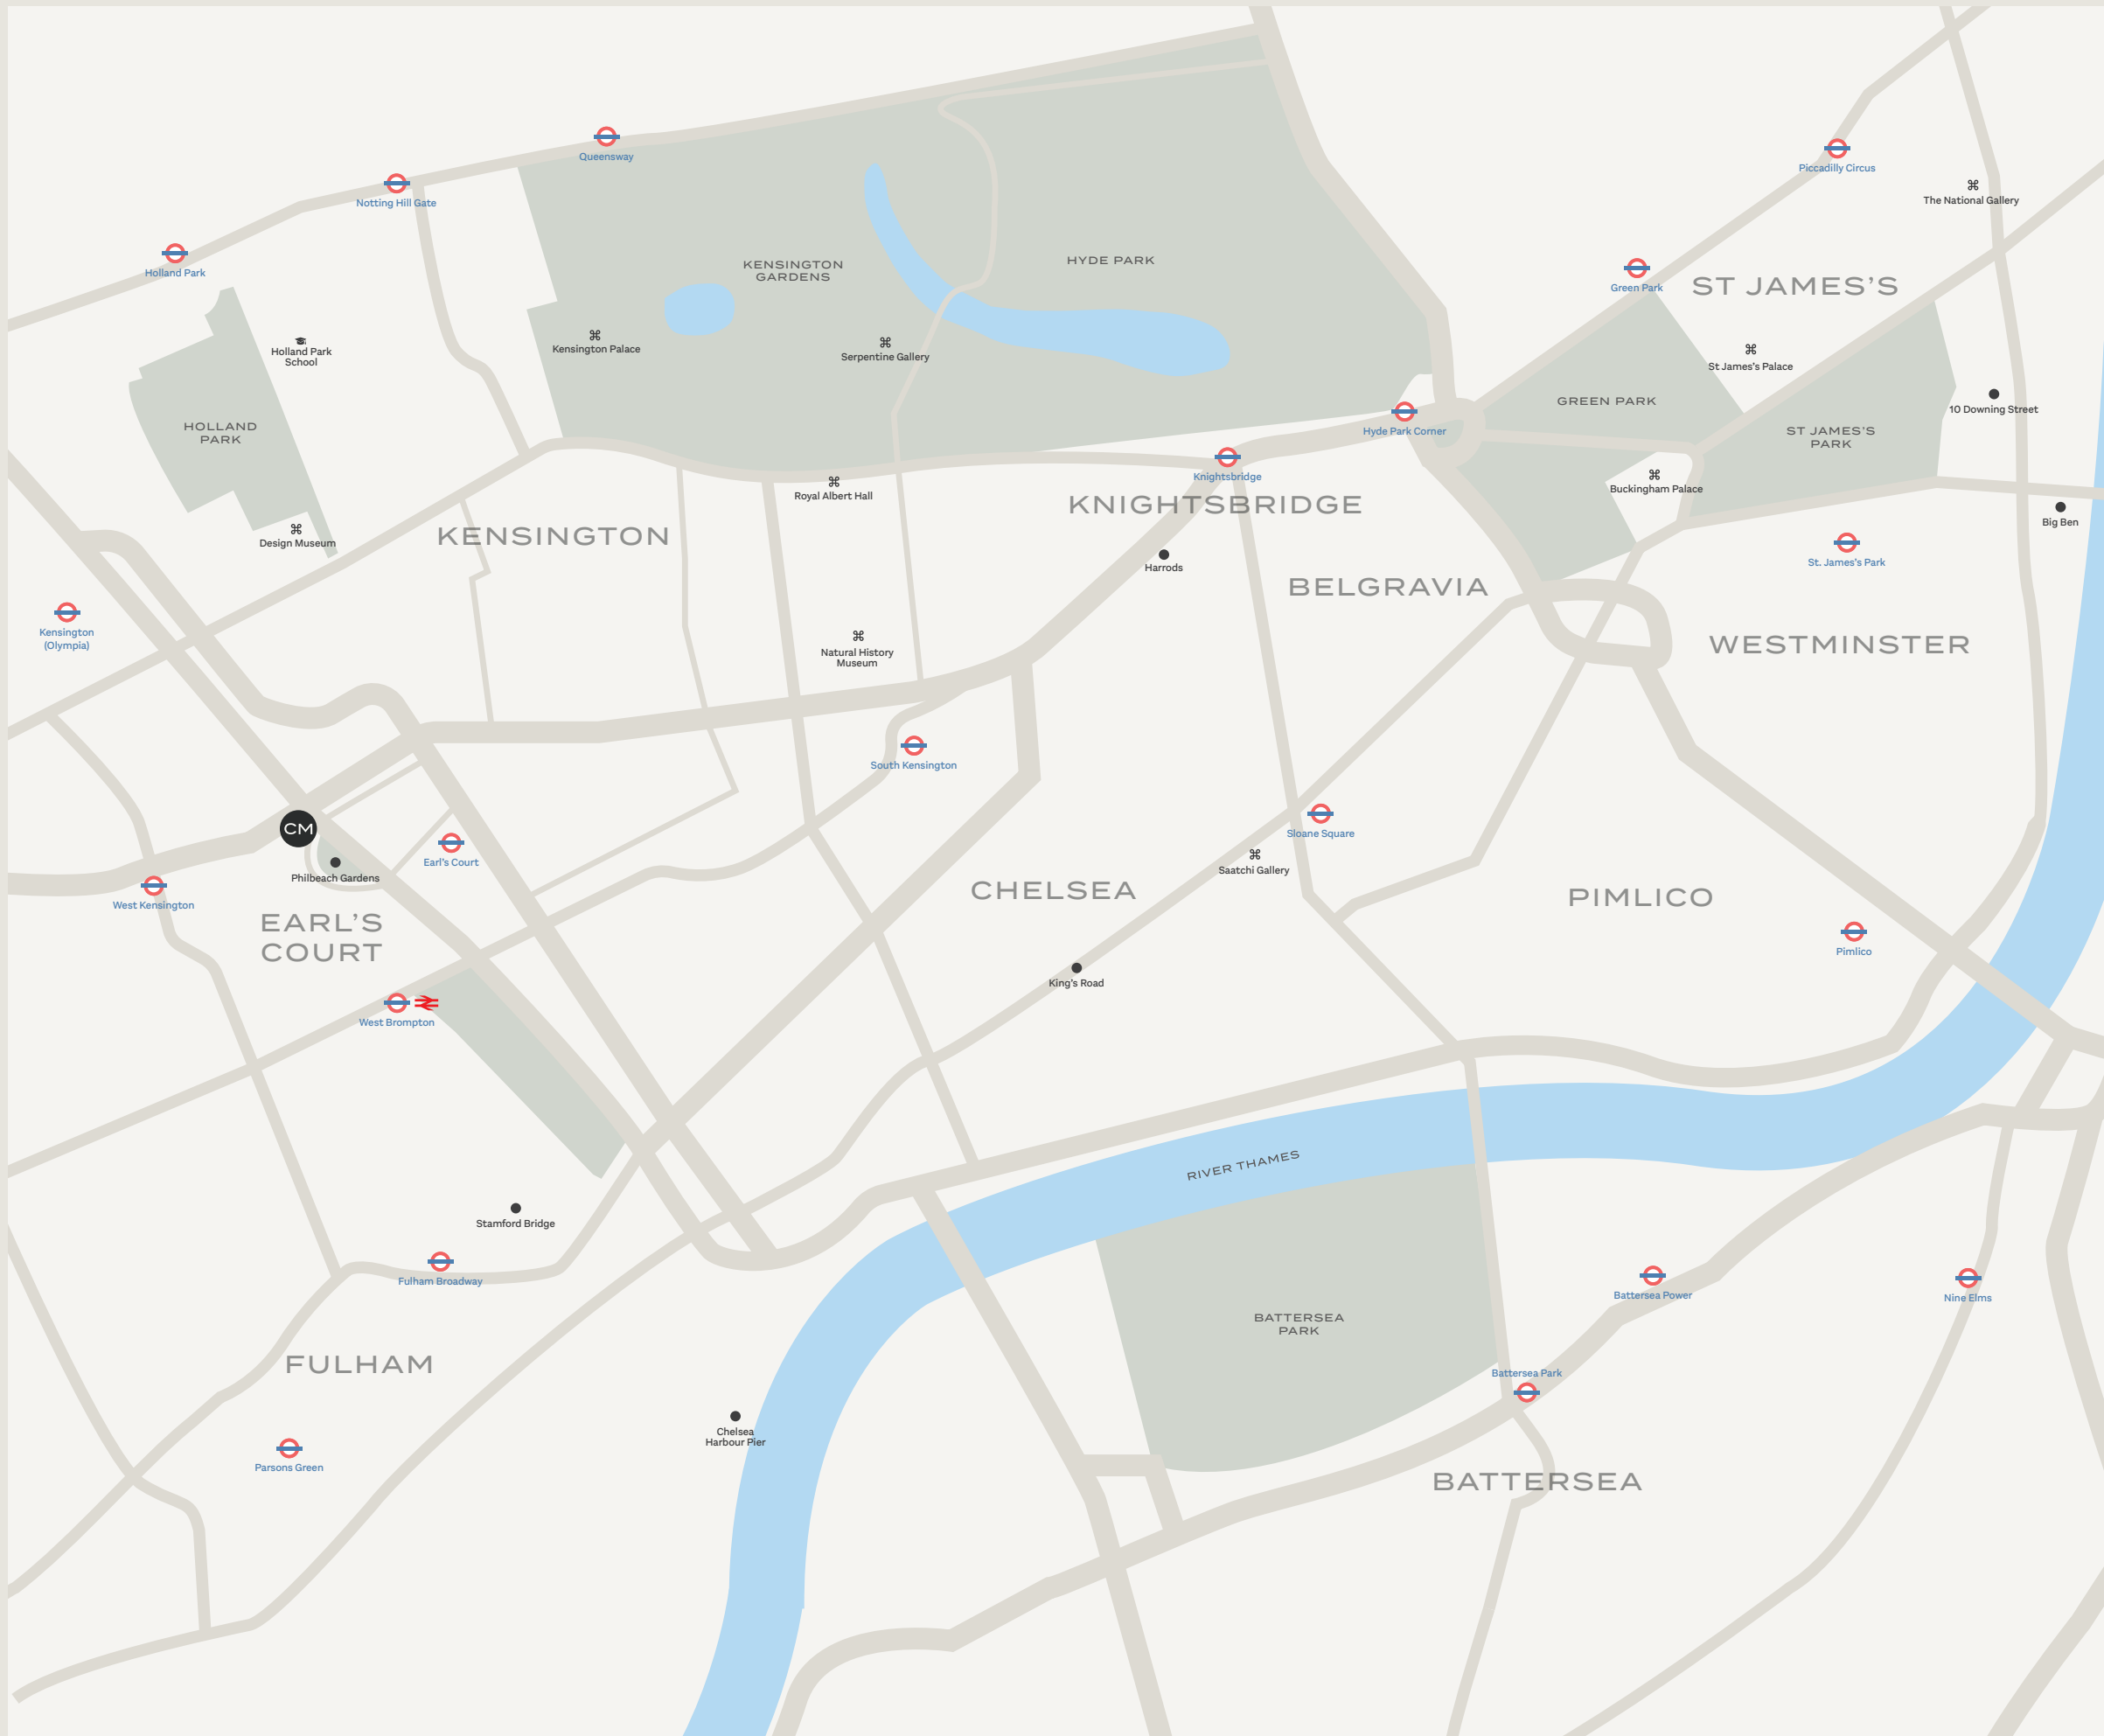 Queensway
Piccadilly Circus
Notting Hill Gate
The National Gallery
Holland Park
KENSINGTON
GARDENS
HYDE PARK
Green Park
ST JAMES'S
Holland Park
School
Kensington Palace
Serpentine Gallery
St James's Palace
GREEN PARK
10 Downing Street
HOLLAND
PARK
Hyde Park Corner
ST JAMES'S
PARK
Knightsbridge
Royal Albert Hall
Buckingham Palace
KNIGHTSBRIDGE
Big Ben
KENSINGTON
Design Museum
Harrods
St. James's Park
BELGRAVIA
Kensington
(Olympia)
WESTMINSTER
Natural History
Museum
South Kensington
CM
Sloane Square
Earl's Court
Saatchi Gallery
Philbeach Gardens
CHELSEA
PIMLICO
West Kensington
EARL'S
COURT
Pimlico
King's Road
West Brompton
RIVER THAMES
Stamford Bridge
Fulham Broadway
Battersea Power
Nine Elms
BATTERSEA
PARK
FULHAM
Battersea Park
Chelsea
Harbour Pier
Parsons Green
BATTERSEA